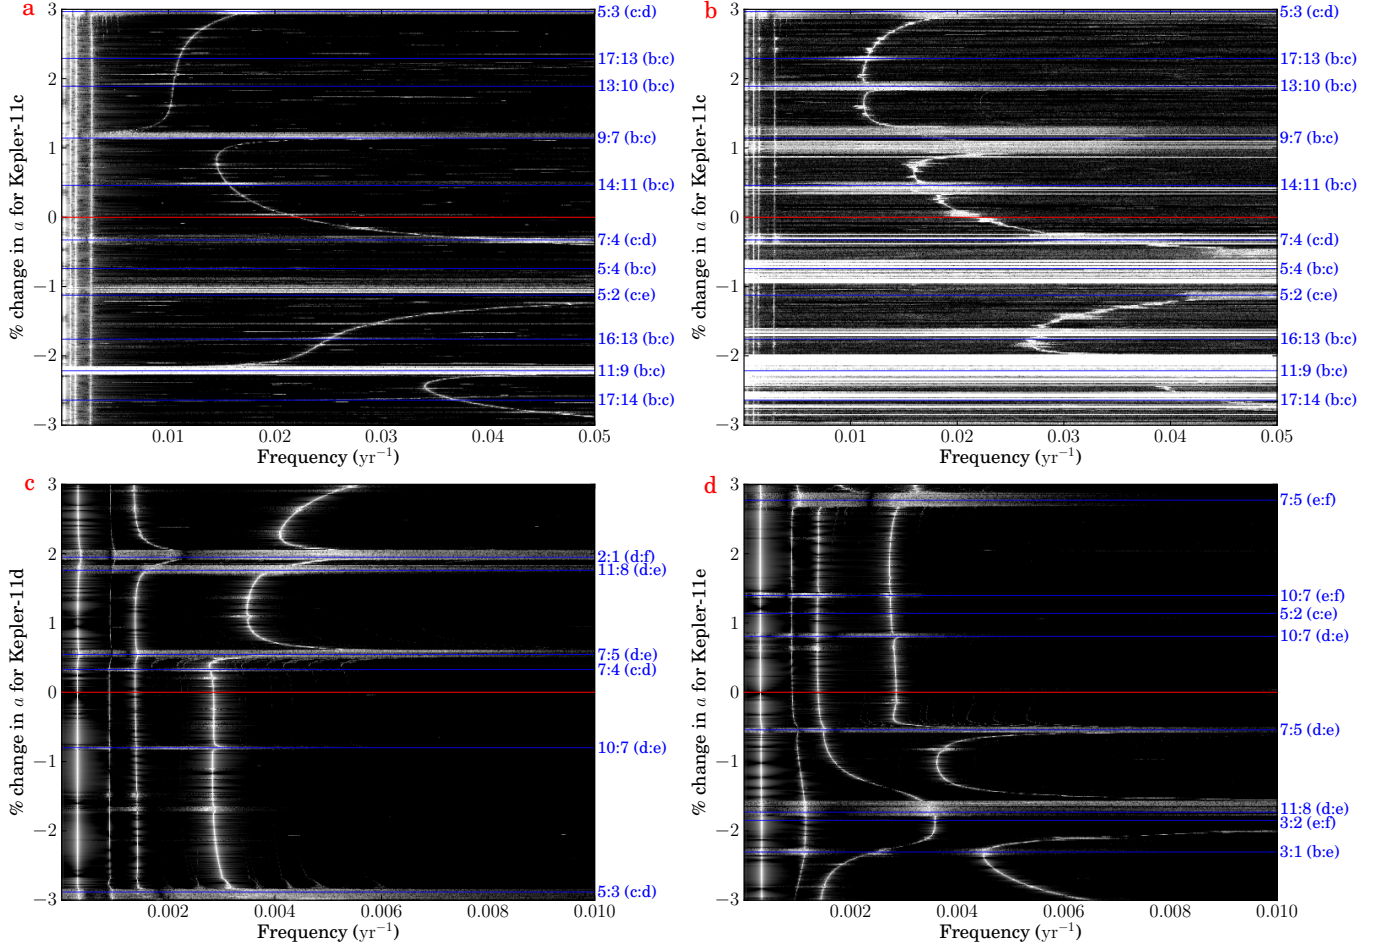 a
% change in a for Kepler-11c
3
2
1
0
−1
−2
−3
0.01
0.02
0.03
0.04
0.05
Frequency (yr⁻¹)
5:3 (c:d)
17:13 (b:c)
13:10 (b:c)
9:7 (b:c)
14:11 (b:c)
7:4 (c:d)
5:4 (b:c)
5:2 (c:e)
16:13 (b:c)
11:9 (b:c)
17:14 (b:c)
b
% change in a for Kepler-11c
3
2
1
0
−1
−2
−3
0.01
0.02
0.03
0.04
0.05
Frequency (yr⁻¹)
5:3 (c:d)
17:13 (b:c)
13:10 (b:c)
9:7 (b:c)
14:11 (b:c)
7:4 (c:d)
5:4 (b:c)
5:2 (c:e)
16:13 (b:c)
11:9 (b:c)
17:14 (b:c)
c
% change in a for Kepler-11d
3
2
1
0
−1
−2
−3
0.002
0.004
0.006
0.008
0.010
Frequency (yr⁻¹)
2:1 (d:f)
11:8 (d:e)
7:5 (d:e)
7:4 (c:d)
10:7 (d:e)
5:3 (c:d)
d
% change in a for Kepler-11e
3
2
1
0
−1
−2
−3
0.002
0.004
0.006
0.008
0.010
Frequency (yr⁻¹)
7:5 (e:f)
10:7 (e:f)
5:2 (c:e)
10:7 (d:e)
7:5 (d:e)
11:8 (d:e)
3:2 (e:f)
3:1 (b:e)